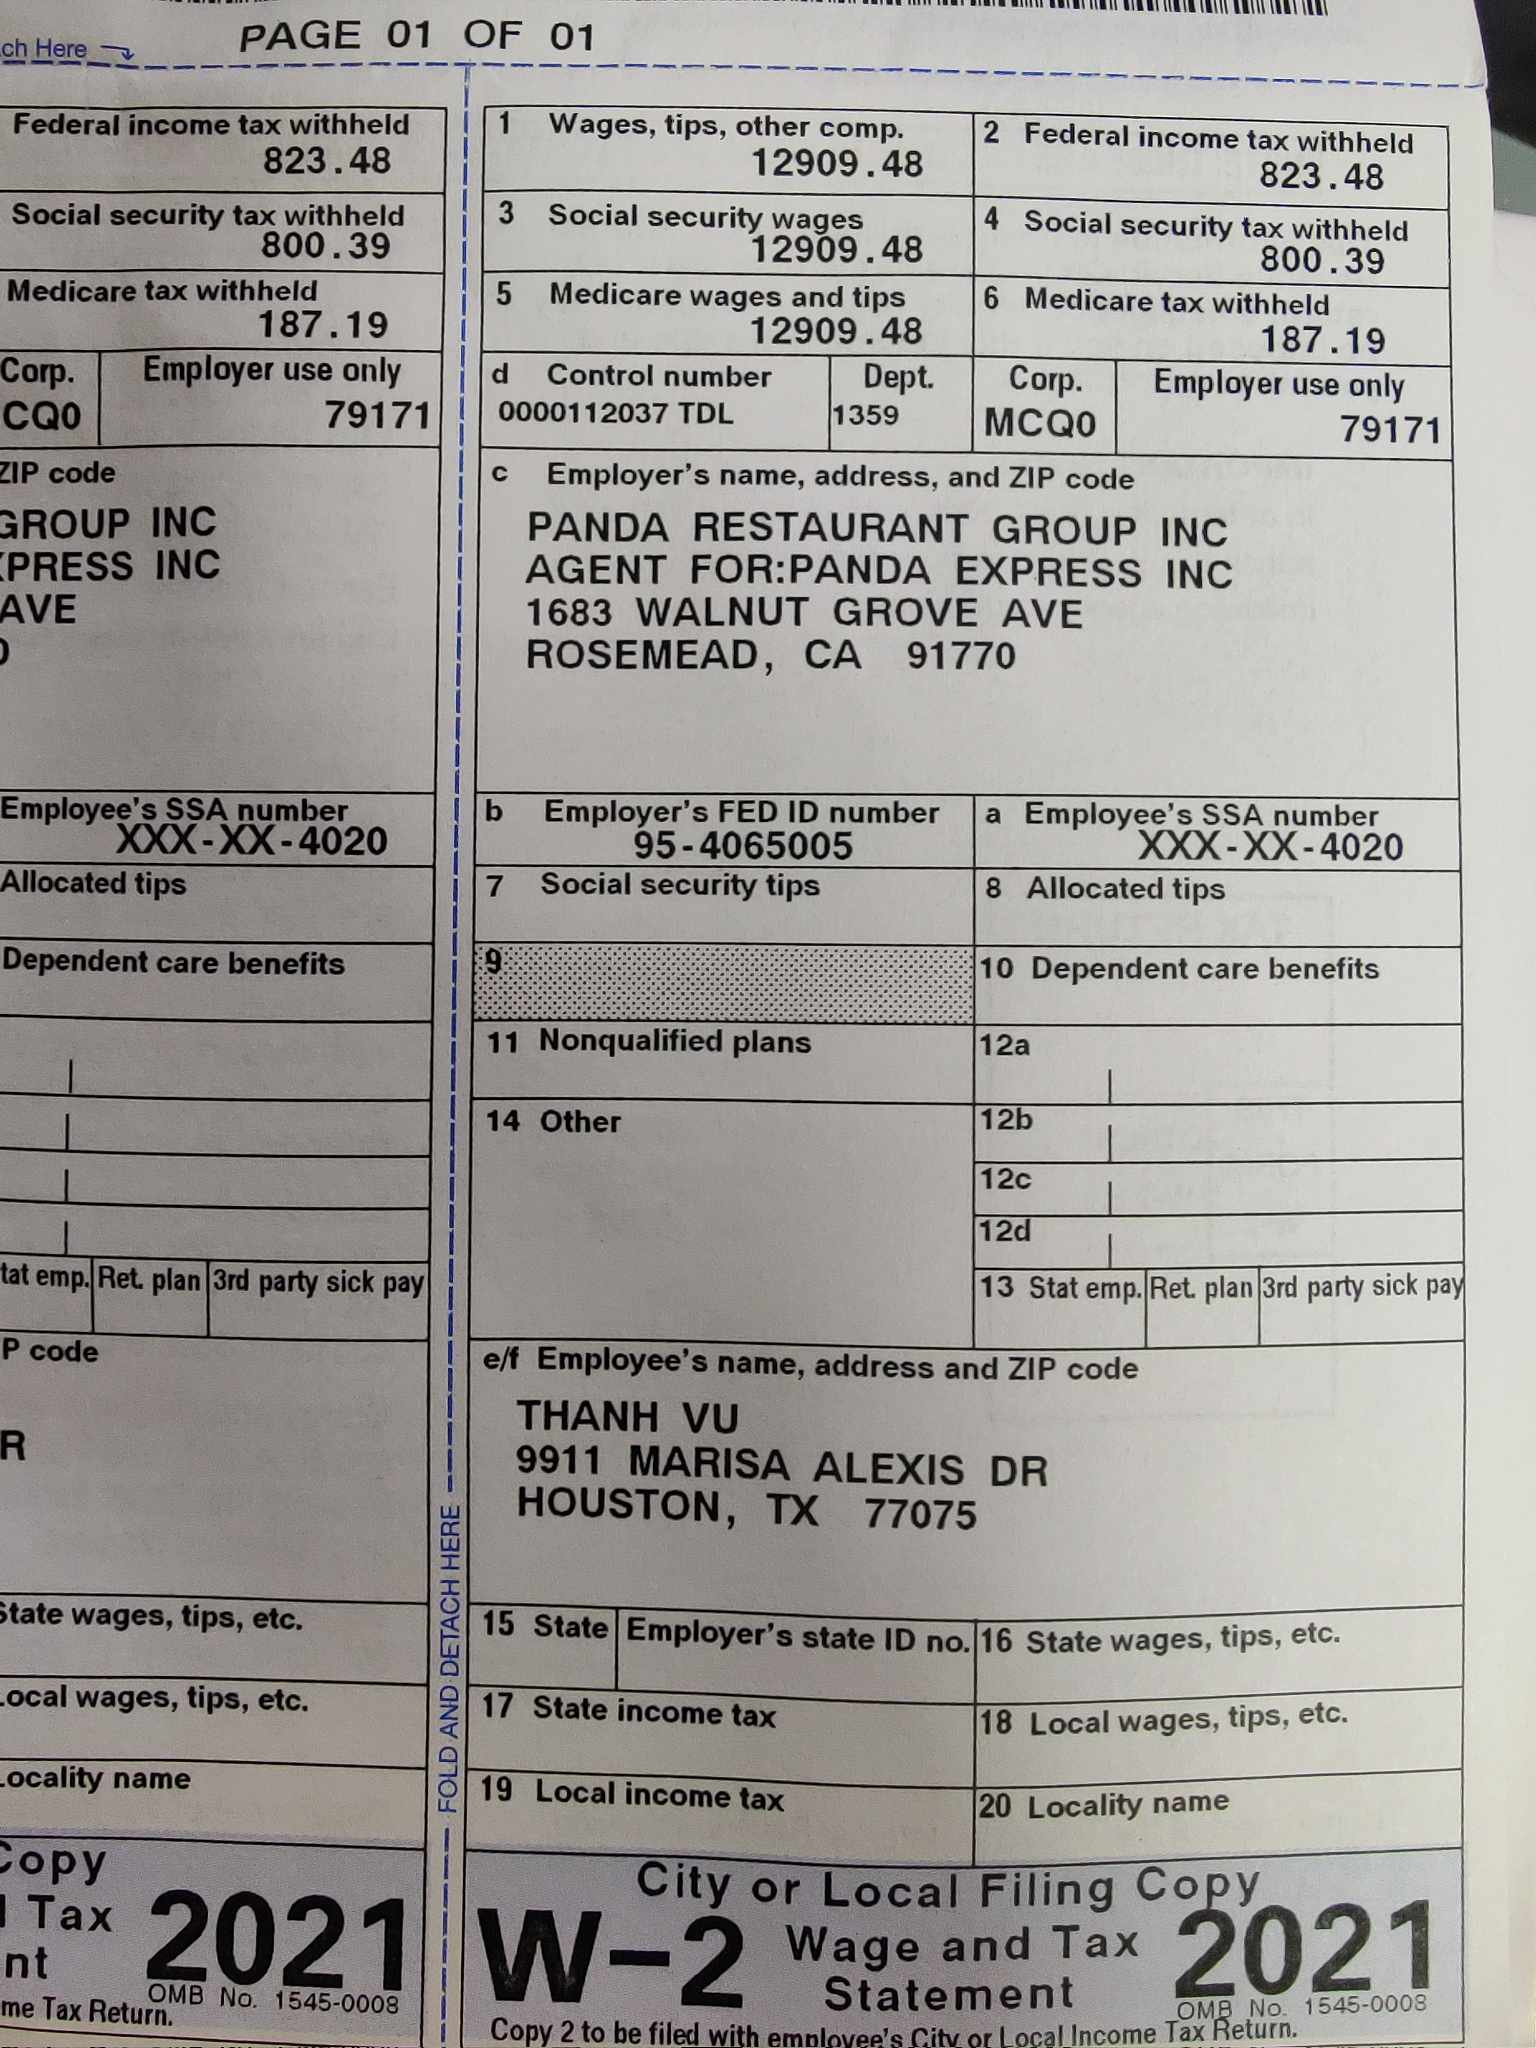 ch Here
PAGE 01 OF 01
Federal income tax withheld
823.48
Social security tax withheld
800.39
Medicare tax withheld
187.19
Corp. Employer use only
CQ0 79171
ZIP code
GROUP INC
PRESS INC
AVE
Employee's SSA number
XXX-XX-4020
Allocated tips
Dependent care benefits
tat emp. Ret. plan 3rd party sick pay
P code
R
State wages, tips, etc.
Local wages, tips, etc.
Locality name
Copy
Tax 2021
nt
OMB No. 1545-0008
me Tax Return.
FOLD AND DETACH HERE
1 Wages, tips, other comp. 2 Federal income tax withheld
12909.48 823.48
3 Social security wages 4 Social security tax withheld
12909.48 800.39
5 Medicare wages and tips 6 Medicare tax withheld
12909.48 187.19
d Control number Dept. Corp. Employer use only
0000112037 TDL 1359 MCQ0 79171
c Employer's name, address, and ZIP code
PANDA RESTAURANT GROUP INC
AGENT FOR:PANDA EXPRESS INC
1683 WALNUT GROVE AVE
ROSEMEAD, CA 91770
b Employer's FED ID number a Employee's SSA number
95-4065005 XXX-XX-4020
7 Social security tips 8 Allocated tips
9 10 Dependent care benefits
11 Nonqualified plans 12a
14 Other 12b
12c
12d
13 Stat emp. Ret. plan 3rd party sick pay
e/f Employee's name, address and ZIP code
THANH VU
9911 MARISA ALEXIS DR
HOUSTON, TX 77075
15 State Employer's state ID no. 16 State wages, tips, etc.
17 State income tax 18 Local wages, tips, etc.
19 Local income tax 20 Locality name
City or Local Filing Copy
W-2 Wage and Tax 2021
Statement
OMB No. 1545-0008
Copy 2 to be filed with employee's City or Local Income Tax Return.